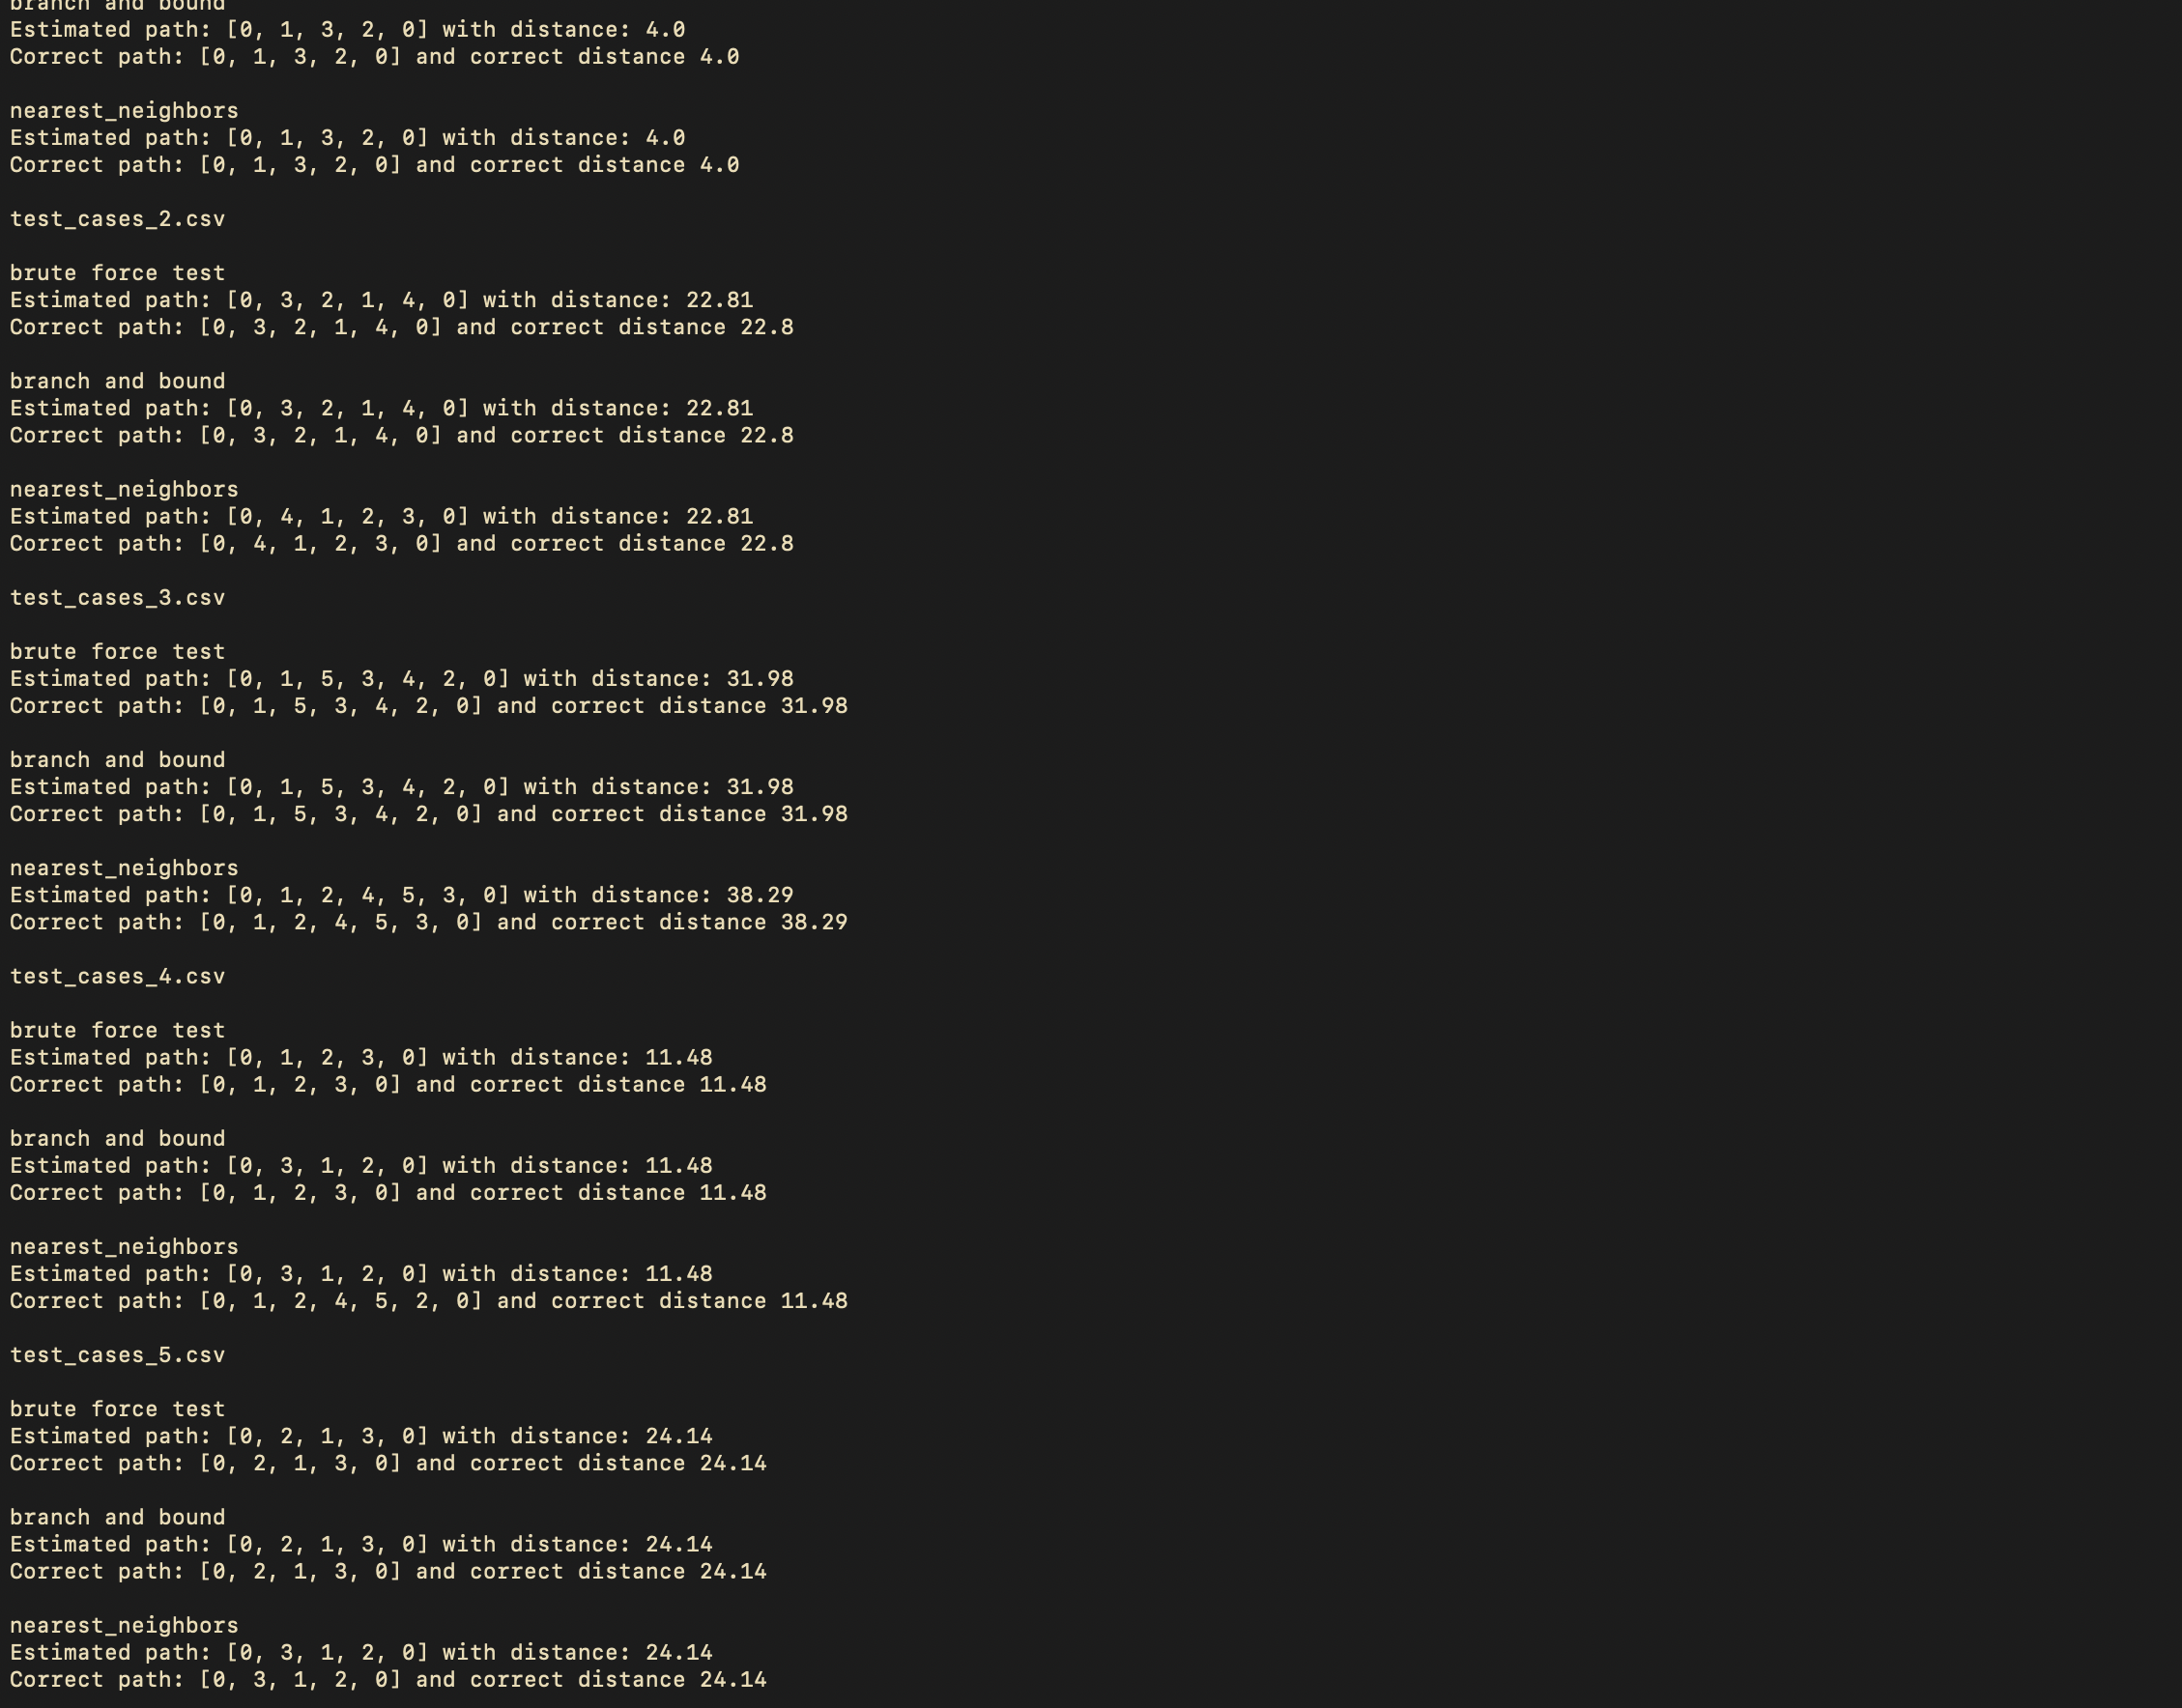 branch and bound
Estimated path: [0, 1, 3, 2, 0] with distance: 4.0
Correct path: [0, 1, 3, 2, 0] and correct distance 4.0
nearest_neighbors
Estimated path: [0, 1, 3, 2, 0] with distance: 4.0
Correct path: [0, 1, 3, 2, 0] and correct distance 4.0
test_cases_2.csv
brute force test
Estimated path: [0, 3, 2, 1, 4, 0] with distance: 22.81
Correct path: [0, 3, 2, 1, 4, 0] and correct distance 22.8
branch and bound
Estimated path: [0, 3, 2, 1, 4, 0] with distance: 22.81
Correct path: [0, 3, 2, 1, 4, 0] and correct distance 22.8
nearest_neighbors
Estimated path: [0, 4, 1, 2, 3, 0] with distance: 22.81
Correct path: [0, 4, 1, 2, 3, 0] and correct distance 22.8
test_cases_3.csv
brute force test
Estimated path: [0, 1, 5, 3, 4, 2, 0] with distance: 31.98
Correct path: [0, 1, 5, 3, 4, 2, 0] and correct distance 31.98
branch and bound
Estimated path: [0, 1, 5, 3, 4, 2, 0] with distance: 31.98
Correct path: [0, 1, 5, 3, 4, 2, 0] and correct distance 31.98
nearest_neighbors
Estimated path: [0, 1, 2, 4, 5, 3, 0] with distance: 38.29
Correct path: [0, 1, 2, 4, 5, 3, 0] and correct distance 38.29
test_cases_4.csv
brute force test
Estimated path: [0, 1, 2, 3, 0] with distance: 11.48
Correct path: [0, 1, 2, 3, 0] and correct distance 11.48
branch and bound
Estimated path: [0, 3, 1, 2, 0] with distance: 11.48
Correct path: [0, 1, 2, 3, 0] and correct distance 11.48
nearest_neighbors
Estimated path: [0, 3, 1, 2, 0] with distance: 11.48
Correct path: [0, 1, 2, 4, 5, 2, 0] and correct distance 11.48
test_cases_5.csv
brute force test
Estimated path: [0, 2, 1, 3, 0] with distance: 24.14
Correct path: [0, 2, 1, 3, 0] and correct distance 24.14
branch and bound
Estimated path: [0, 2, 1, 3, 0] with distance: 24.14
Correct path: [0, 2, 1, 3, 0] and correct distance 24.14
nearest_neighbors
Estimated path: [0, 3, 1, 2, 0] with distance: 24.14
Correct path: [0, 3, 1, 2, 0] and correct distance 24.14